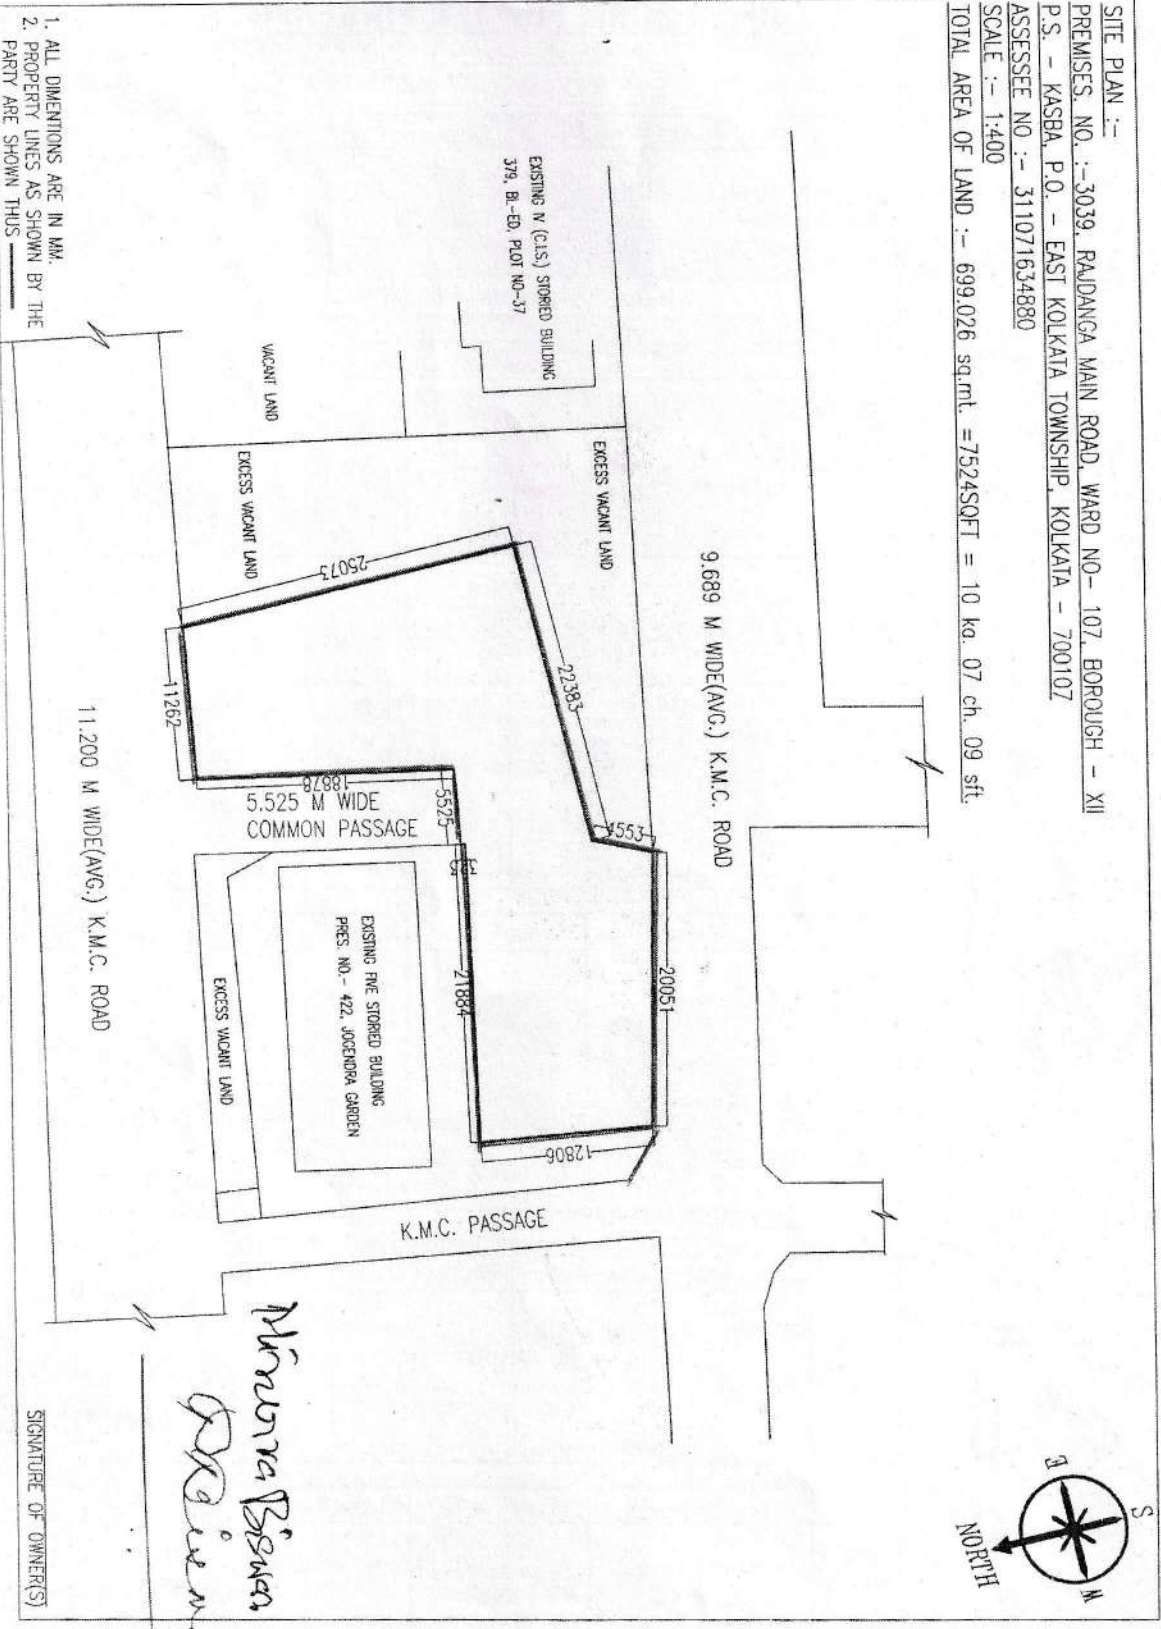 SITE PLAN :-
PREMISES. NO. :-3039, RAJDANGA MAIN ROAD, WARD NO- 107, BOROUGH - XII
P.S. - KASBA, P.O. - EAST KOLKATA TOWNSHIP, KOLKATA - 700107
ASSESSEE NO :- 311071634880
SCALE :- 1:400
TOTAL AREA OF LAND :- 699.026 sq.mt. =7524SQFT = 10 ka. 07 ch. 09 sft.
S
E
W
NORTH
9.689 M WIDE(AVG.) K.M.C. ROAD
EXISTING IV (C.I.S.) STORIED BUILDING
379, BL-ED, PLOT NO-37
EXCESS VACANT LAND
VACANT LAND
EXCESS VACANT LAND
22383
4553
20051
25073
11262
18878
5525
21884
12806
5.525 M WIDE
COMMON PASSAGE
EXISTING FIVE STORIED BUILDING
PRES. NO.- 422, JOGENDRA GARDEN
EXCESS VACANT LAND
K.M.C. PASSAGE
11.200 M WIDE(AVG.) K.M.C. ROAD
1. ALL DIMENTIONS ARE IN MM.
2. PROPERTY LINES AS SHOWN BY THE
PARTY ARE SHOWN THUS
Biswas
SIGNATURE OF OWNER(S)